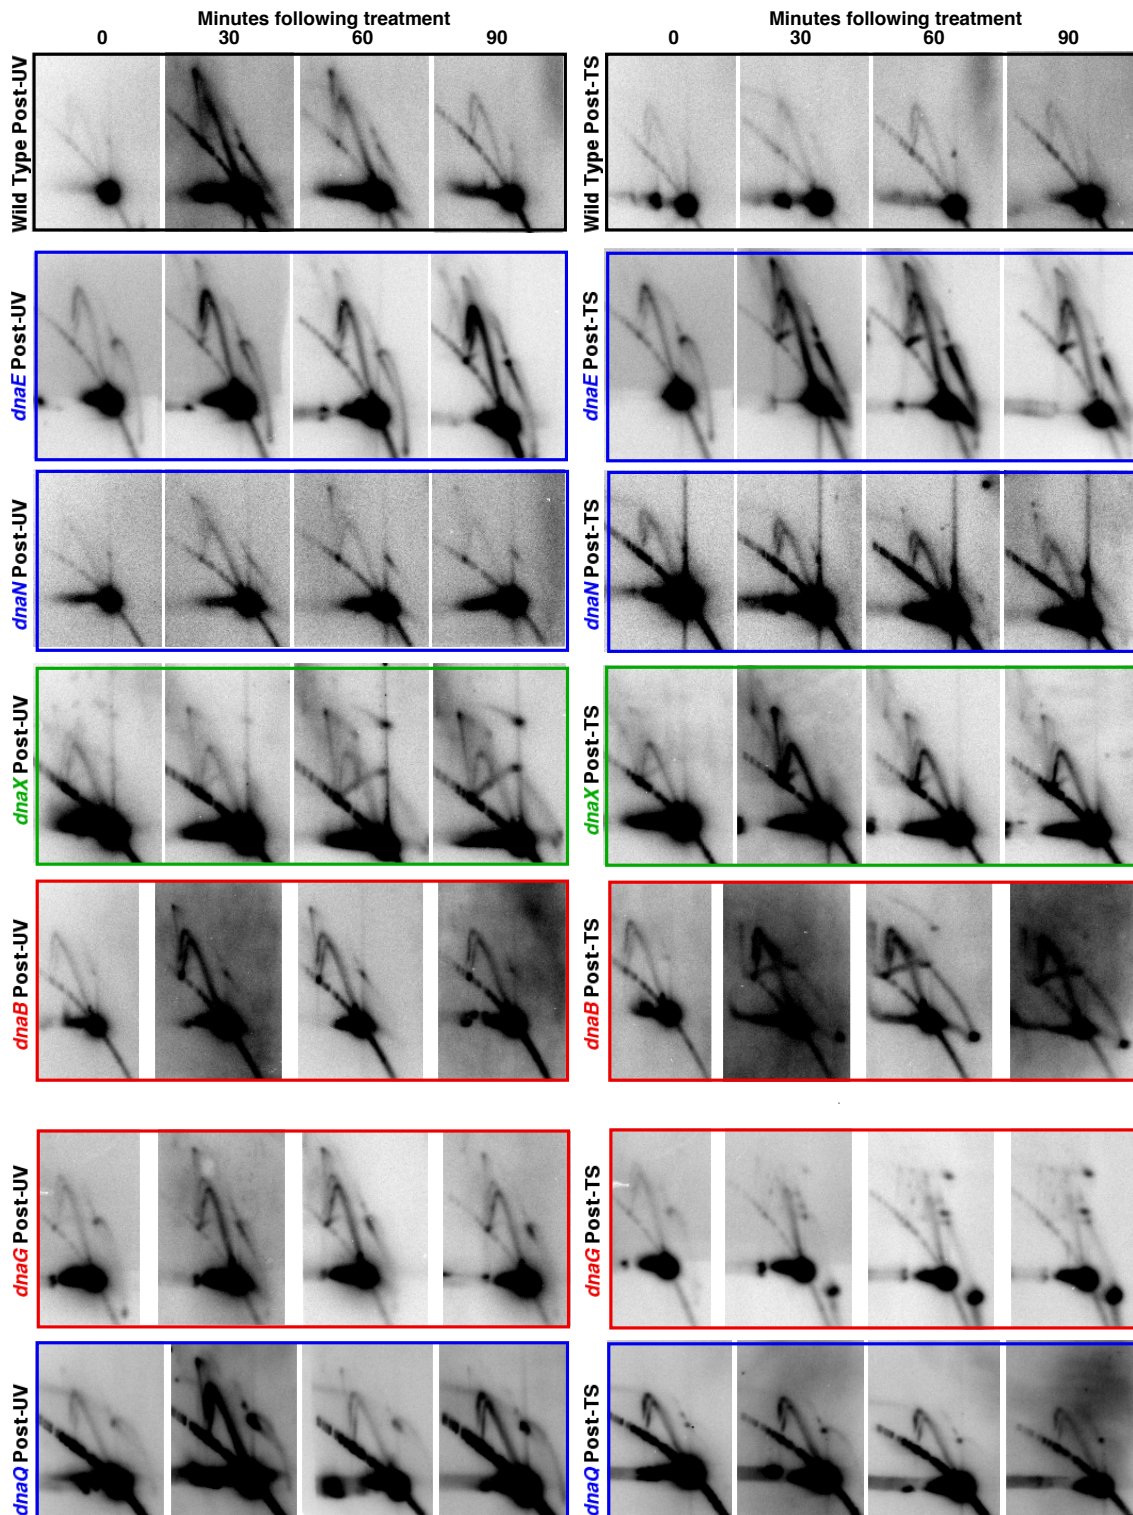 Minutes following treatment
0 30 60 90
Minutes following treatment
0 30 60 90
Wild Type Post-UV
Wild Type Post-TS
dnaE Post-UV
dnaE Post-TS
dnaN Post-UV
dnaN Post-TS
dnaX Post-UV
dnaX Post-TS
dnaB Post-UV
dnaB Post-TS
dnaG Post-UV
dnaG Post-TS
dnaQ Post-UV
dnaQ Post-TS